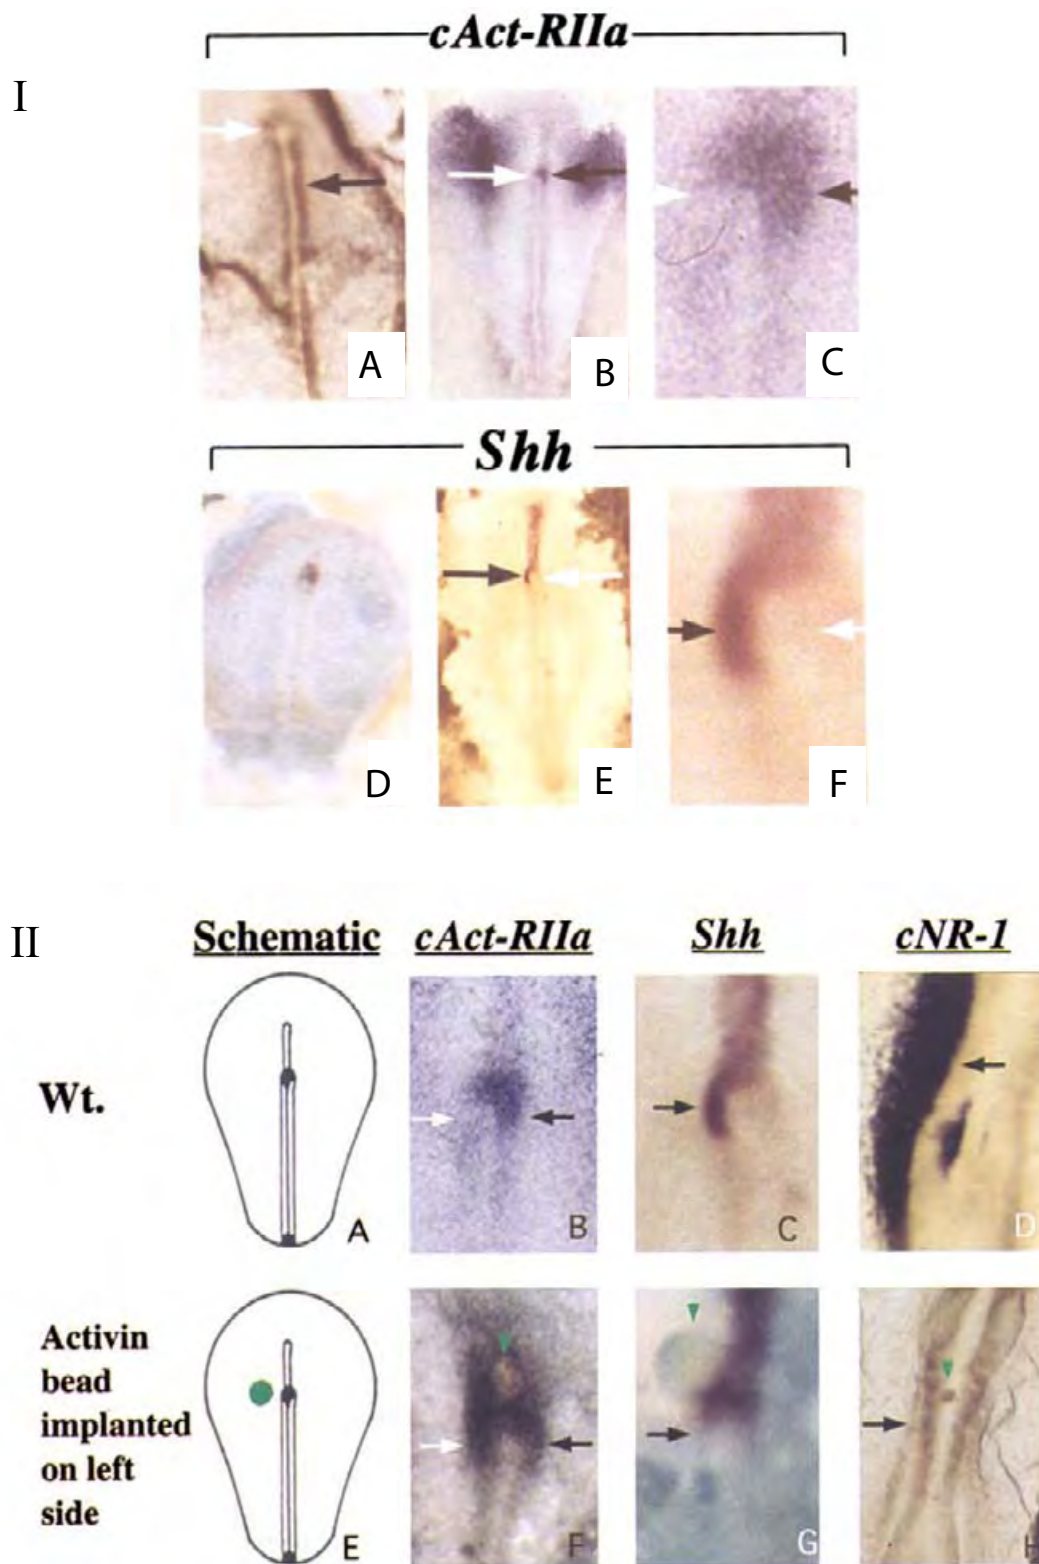 cAct-RIIa
I
A
B
C
Shh
D
E
F
II
Schematic
cAct-RIIa
Shh
cNR-1
Wt.
A
B
C
D
Activin
bead
implanted
on left
side
E
F
G
H